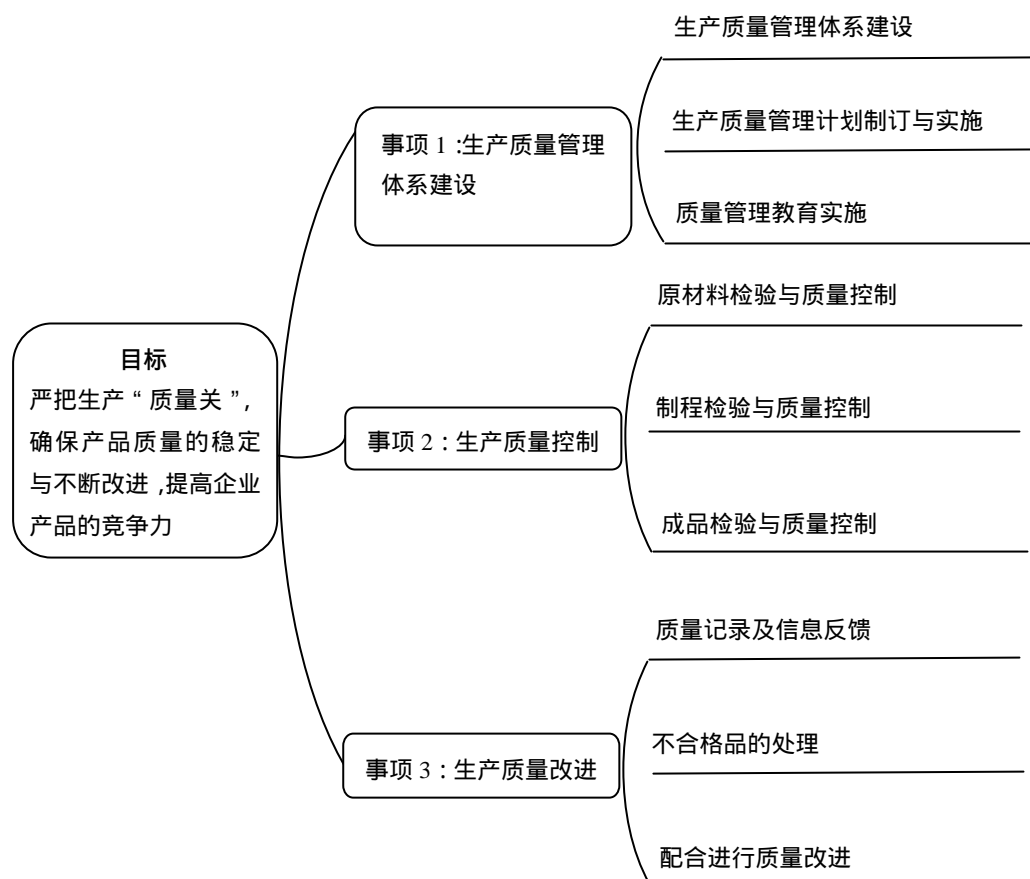 目标
严把生产“质量关”，
确保产品质量的稳定
与不断改进,提高企业
产品的竞争力
事项 1 :生产质量管理
体系建设
生产质量管理体系建设
生产质量管理计划制订与实施
质量管理教育实施
事项 2 : 生产质量控制
原材料检验与质量控制
制程检验与质量控制
成品检验与质量控制
事项 3 : 生产质量改进
质量记录及信息反馈
不合格品的处理
配合进行质量改进